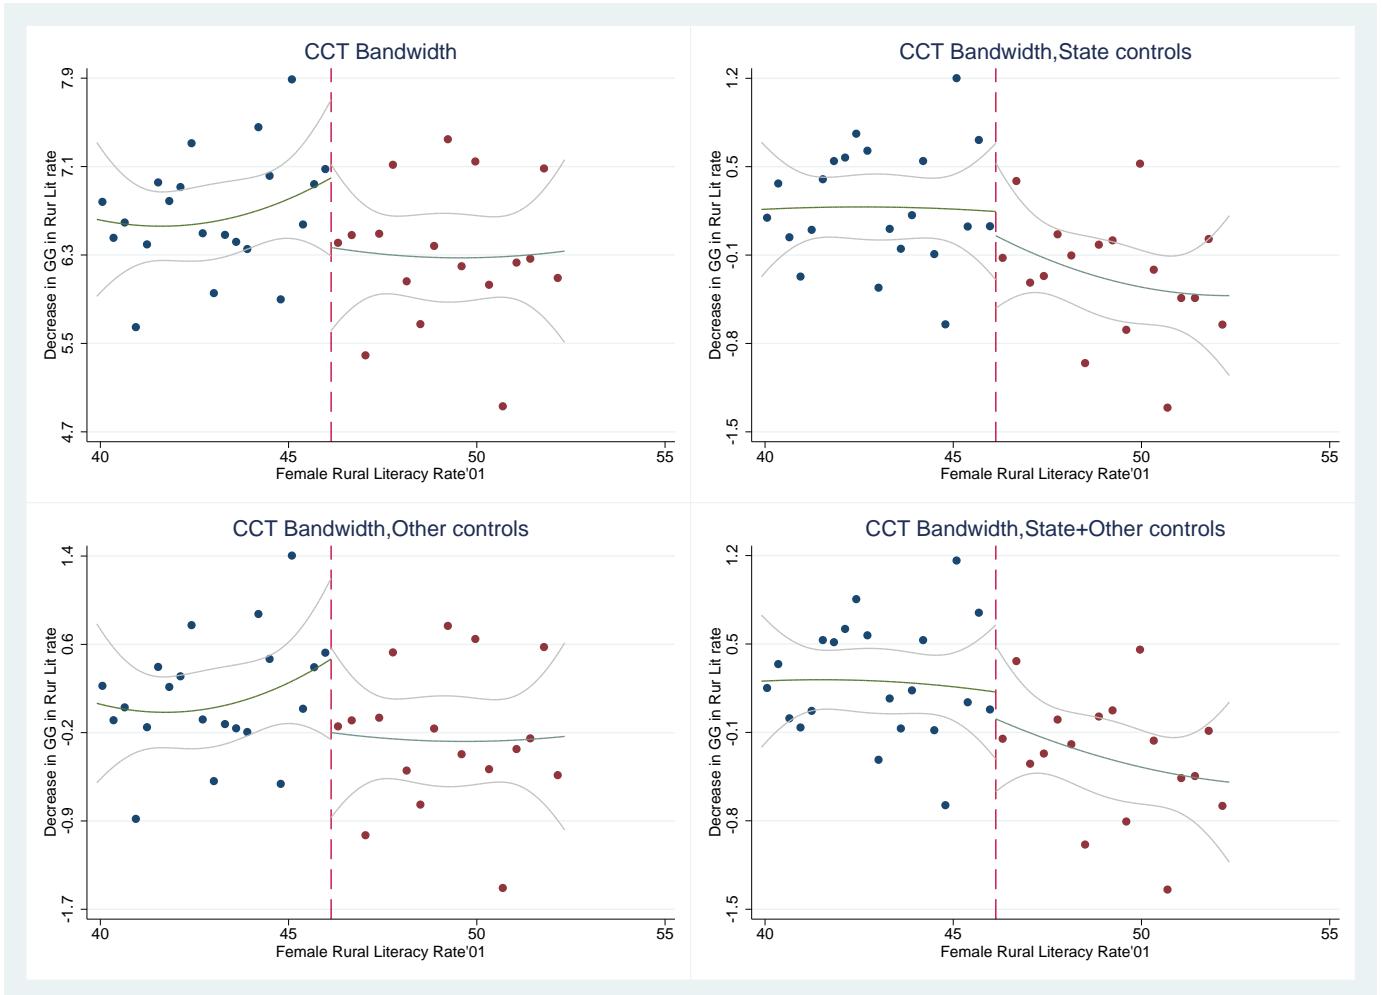 CCT Bandwidth
Decrease in GG in Rur Lit rate
7.9
7.1
6.3
5.5
4.7
40 45 50 55
Female Rural Literacy Rate'01
CCT Bandwidth,State controls
Decrease in GG in Rur Lit rate
1.2
0.5
-0.1
-0.8
-1.5
40 45 50 55
Female Rural Literacy Rate'01
CCT Bandwidth,Other controls
Decrease in GG in Rur Lit rate
1.4
0.6
-0.2
-0.9
-1.7
40 45 50 55
Female Rural Literacy Rate'01
CCT Bandwidth,State+Other controls
Decrease in GG in Rur Lit rate
1.2
0.5
-0.1
-0.8
-1.5
40 45 50 55
Female Rural Literacy Rate'01